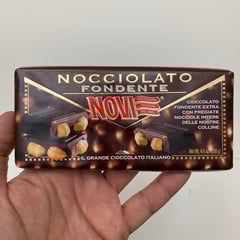 NOCCIOLATO
FONDENTE
NOVI
CIOCCOLATO
FONDENTE EXTRA
CON PREGIATE
NOCCIOLE INTERE
DELLE NOSTRE
COLLINE
IL GRANDE CIOCCOLATO ITALIANO